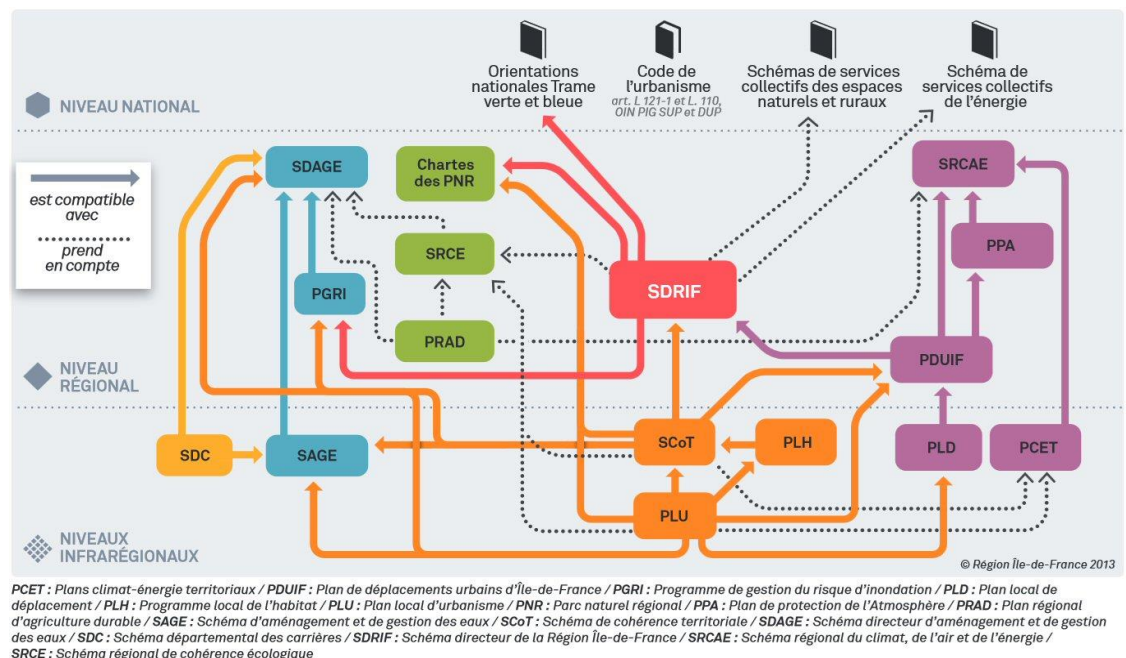 Orientations
nationales Trame
verte et bleue
Code de
l'urbanisme
art. L 121-1 et L. 110,
OIN PIG SUP et DUP
Schémas de services
collectifs des espaces
naturels et ruraux
Schéma de
services collectifs
de l'énergie
NIVEAU NATIONAL
est compatible
avec
prend
en compte
SDAGE
Chartes
des PNR
SRCAE
SRCE
PPA
PGRI
SDRIF
PRAD
PDUIF
NIVEAU
RÉGIONAL
SDC
SAGE
SCoT
PLH
PLD
PCET
PLU
NIVEAUX
INFRARÉGIONAUX
© Région Île-de-France 2013
PCET : Plans climat-énergie territoriaux / PDUIF : Plan de déplacements urbains d'Île-de-France / PGRI : Programme de gestion du risque d'inondation / PLD : Plan local de
déplacement / PLH : Programme local de l'habitat / PLU : Plan local d'urbanisme / PNR : Parc naturel régional / PPA : Plan de protection de l'Atmosphère / PRAD : Plan régional
d'agriculture durable / SAGE : Schéma d'aménagement et de gestion des eaux / SCoT : Schéma de cohérence territoriale / SDAGE : Schéma directeur d'aménagement et de gestion
des eaux / SDC : Schéma départemental des carrières / SDRIF : Schéma directeur de la Région Île-de-France / SRCAE : Schéma régional du climat, de l'air et de l'énergie /
SRCE : Schéma régional de cohérence écologique